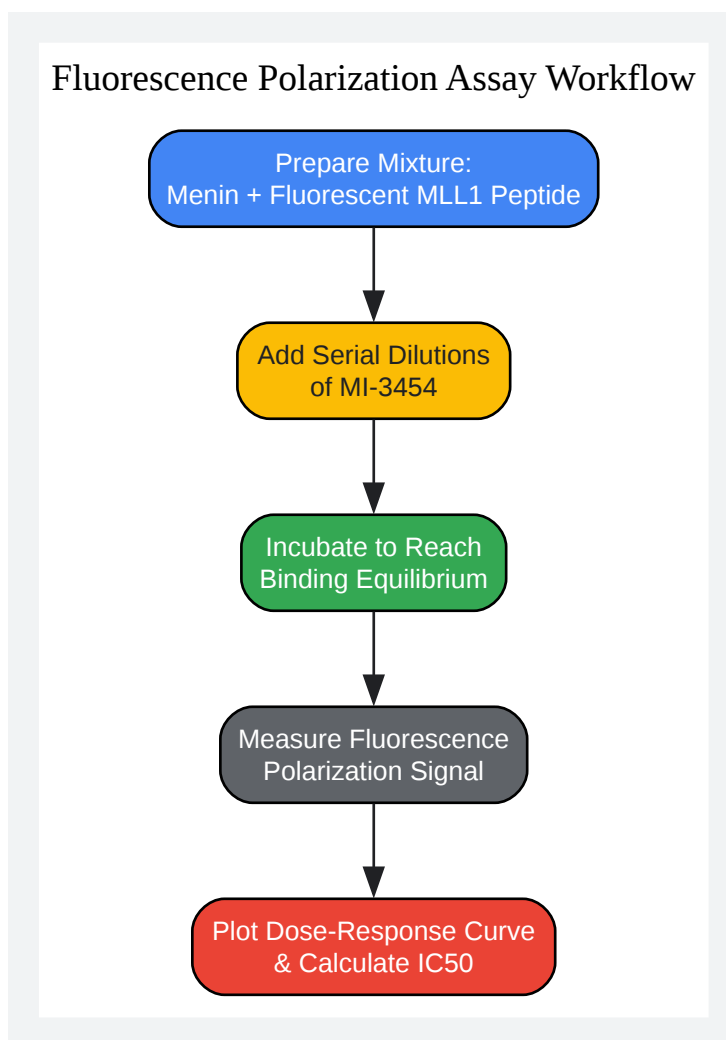 Fluorescence Polarization Assay Workflow
Prepare Mixture:
Menin + Fluorescent MLL1 Peptide
Add Serial Dilutions
of MI-3454
Incubate to Reach
Binding Equilibrium
Measure Fluorescence
Polarization Signal
Plot Dose-Response Curve
& Calculate IC50